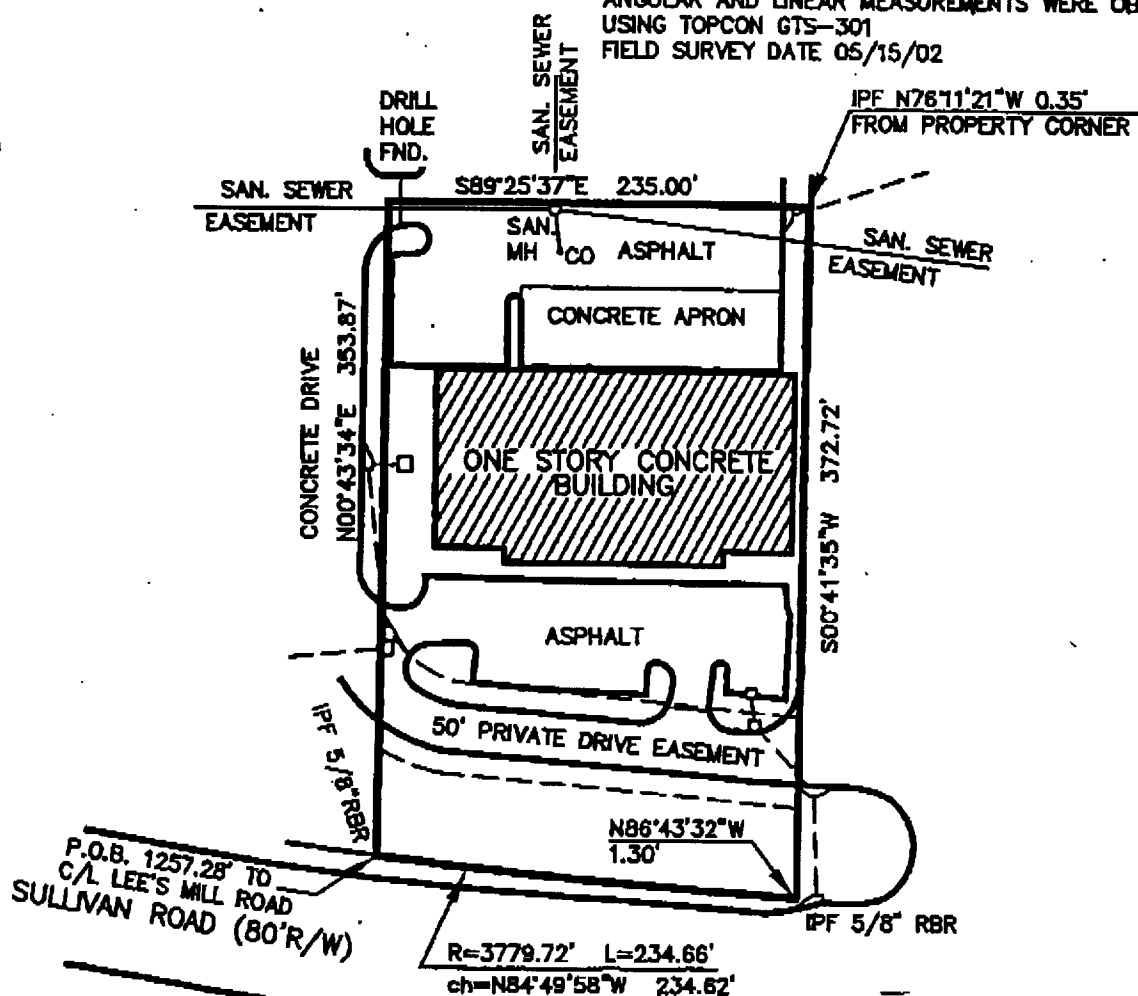 ANGULAR AND LINEAR MEASUREMENTS WERE OB
USING TOPCON GTS-301
FIELD SURVEY DATE 05/15/02
SAN. SEWER
EASEMENT
DRILL
HOLE
FND.
IPF N76°11'21"W 0.35'
FROM PROPERTY CORNER
SAN. SEWER
EASEMENT
S89°25'37"E 235.00'
SAN.
MH
CO
ASPHALT
SAN. SEWER
EASEMENT
CONCRETE APRON
CONCRETE DRIVE
N00°43'34"E 353.87'
ONE STORY CONCRETE
BUILDING
S00°41'35"W 372.72'
ASPHALT
50' PRIVATE DRIVE EASEMENT
IPF 5/8"RBR
N86°43'32"W
1.30'
P.O.B. 1257.28' TO
C/L LEE'S MILL ROAD
SULLIVAN ROAD (80'R/W)
IPF 5/8" RBR
R=3779.72' L=234.66'
ch=N84°49'58"W 234.62'